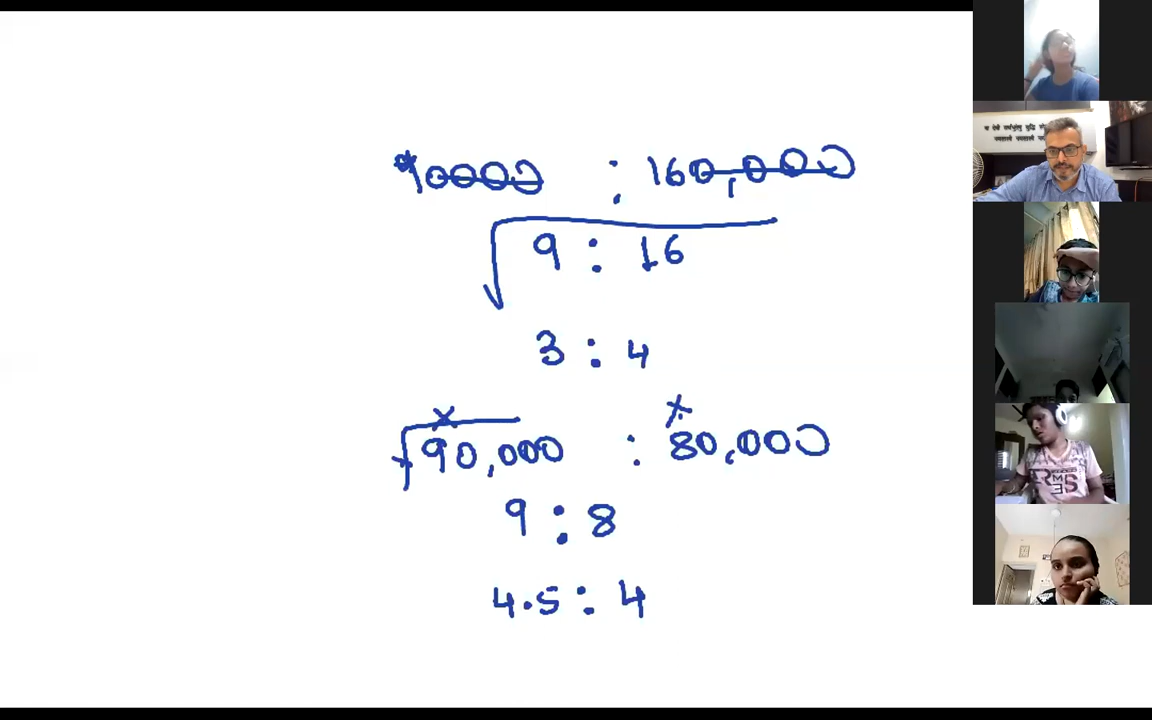 90000 : 160,000
√9 : 16
3 : 4
x x
√90,000 : 80,000
9 : 8
4.5 : 4